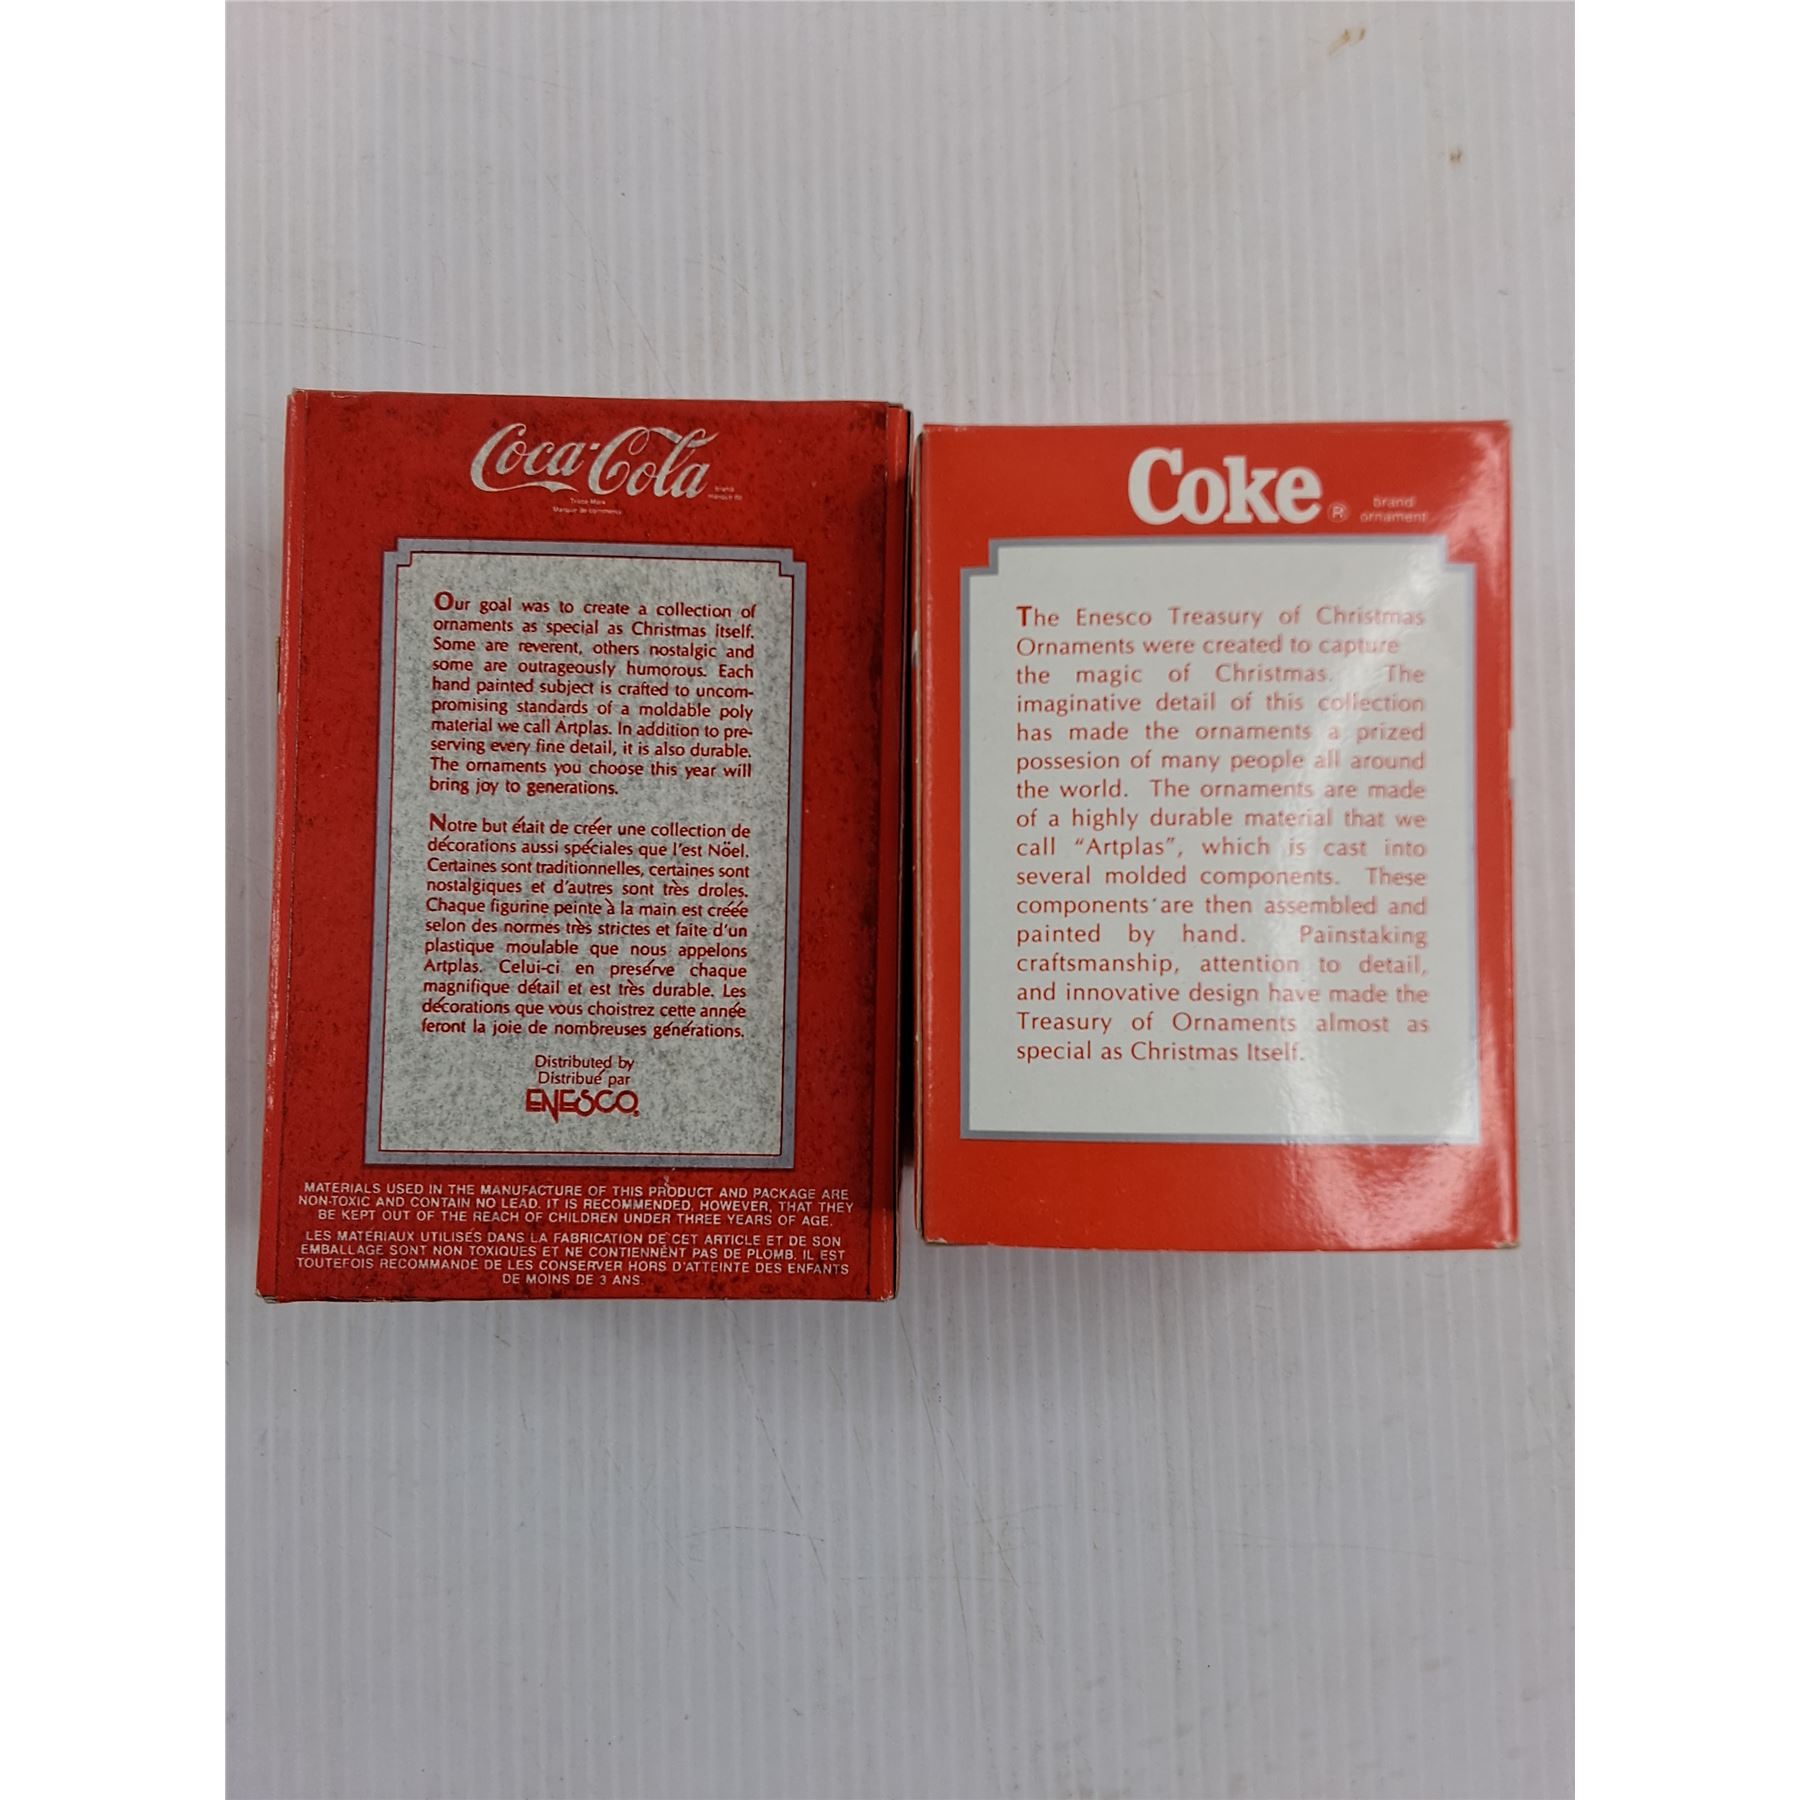 Coca-Cola
Trade-Mark
Marque de commerce
brand
marque de
Our goal was to create a collection of
ornaments as special as Christmas Itself.
Some are reverent, others nostalgic and
some are outrageously humorous. Each
hand painted subject is crafted to uncom-
promising standards of a moldable poly
material we call Artplas. In addition to pre-
serving every fine detail, it is also durable.
The ornaments you choose this year will
bring joy to generations.
Notre but était de créer une collection de
décorations aussi spéciales que l'est Nöel.
Certaines sont traditionnelles, certaines sont
nostalgiques et d'autres sont très droles.
Chaque figurine peinte à la main est créée
selon des normes très strictes et faite d'un
plastique moulable que nous appelons
Artplas. Celui-ci en presérve chaque
magnifique détail et est très durable. Les
décorations que vous choistrez cette année
feront la joie de nombreuses générations.
Distributed by
Distribué par
ENESCO®
MATERIALS USED IN THE MANUFACTURE OF THIS PRODUCT AND PACKAGE ARE
NON-TOXIC AND CONTAIN NO LEAD. IT IS RECOMMENDED, HOWEVER, THAT THEY
BE KEPT OUT OF THE REACH OF CHILDREN UNDER THREE YEARS OF AGE.
LES MATERIAUX UTILISÉS DANS LA FABRICATION DE CET ARTICLE ET DE SON
EMBALLAGE SONT NON TOXIQUES ET NE CONTIENNENT PAS DE PLOMB. IL EST
TOUTEFOIS RECOMMANDÉ DE LES CONSERVER HORS D'ATTEINTE DES ENFANTS
DE MOINS DE 3 ANS.
Coke ® brand
ornament
The Enesco Treasury of Christmas
Ornaments were created to capture
the magic of Christmas. The
imaginative detail of this collection
has made the ornaments a prized
possesion of many people all around
the world. The ornaments are made
of a highly durable material that we
call "Artplas", which is cast into
several molded components. These
components are then assembled and
painted by hand. Painstaking
craftsmanship, attention to detail,
and innovative design have made the
Treasury of Ornaments almost as
special as Christmas Itself.